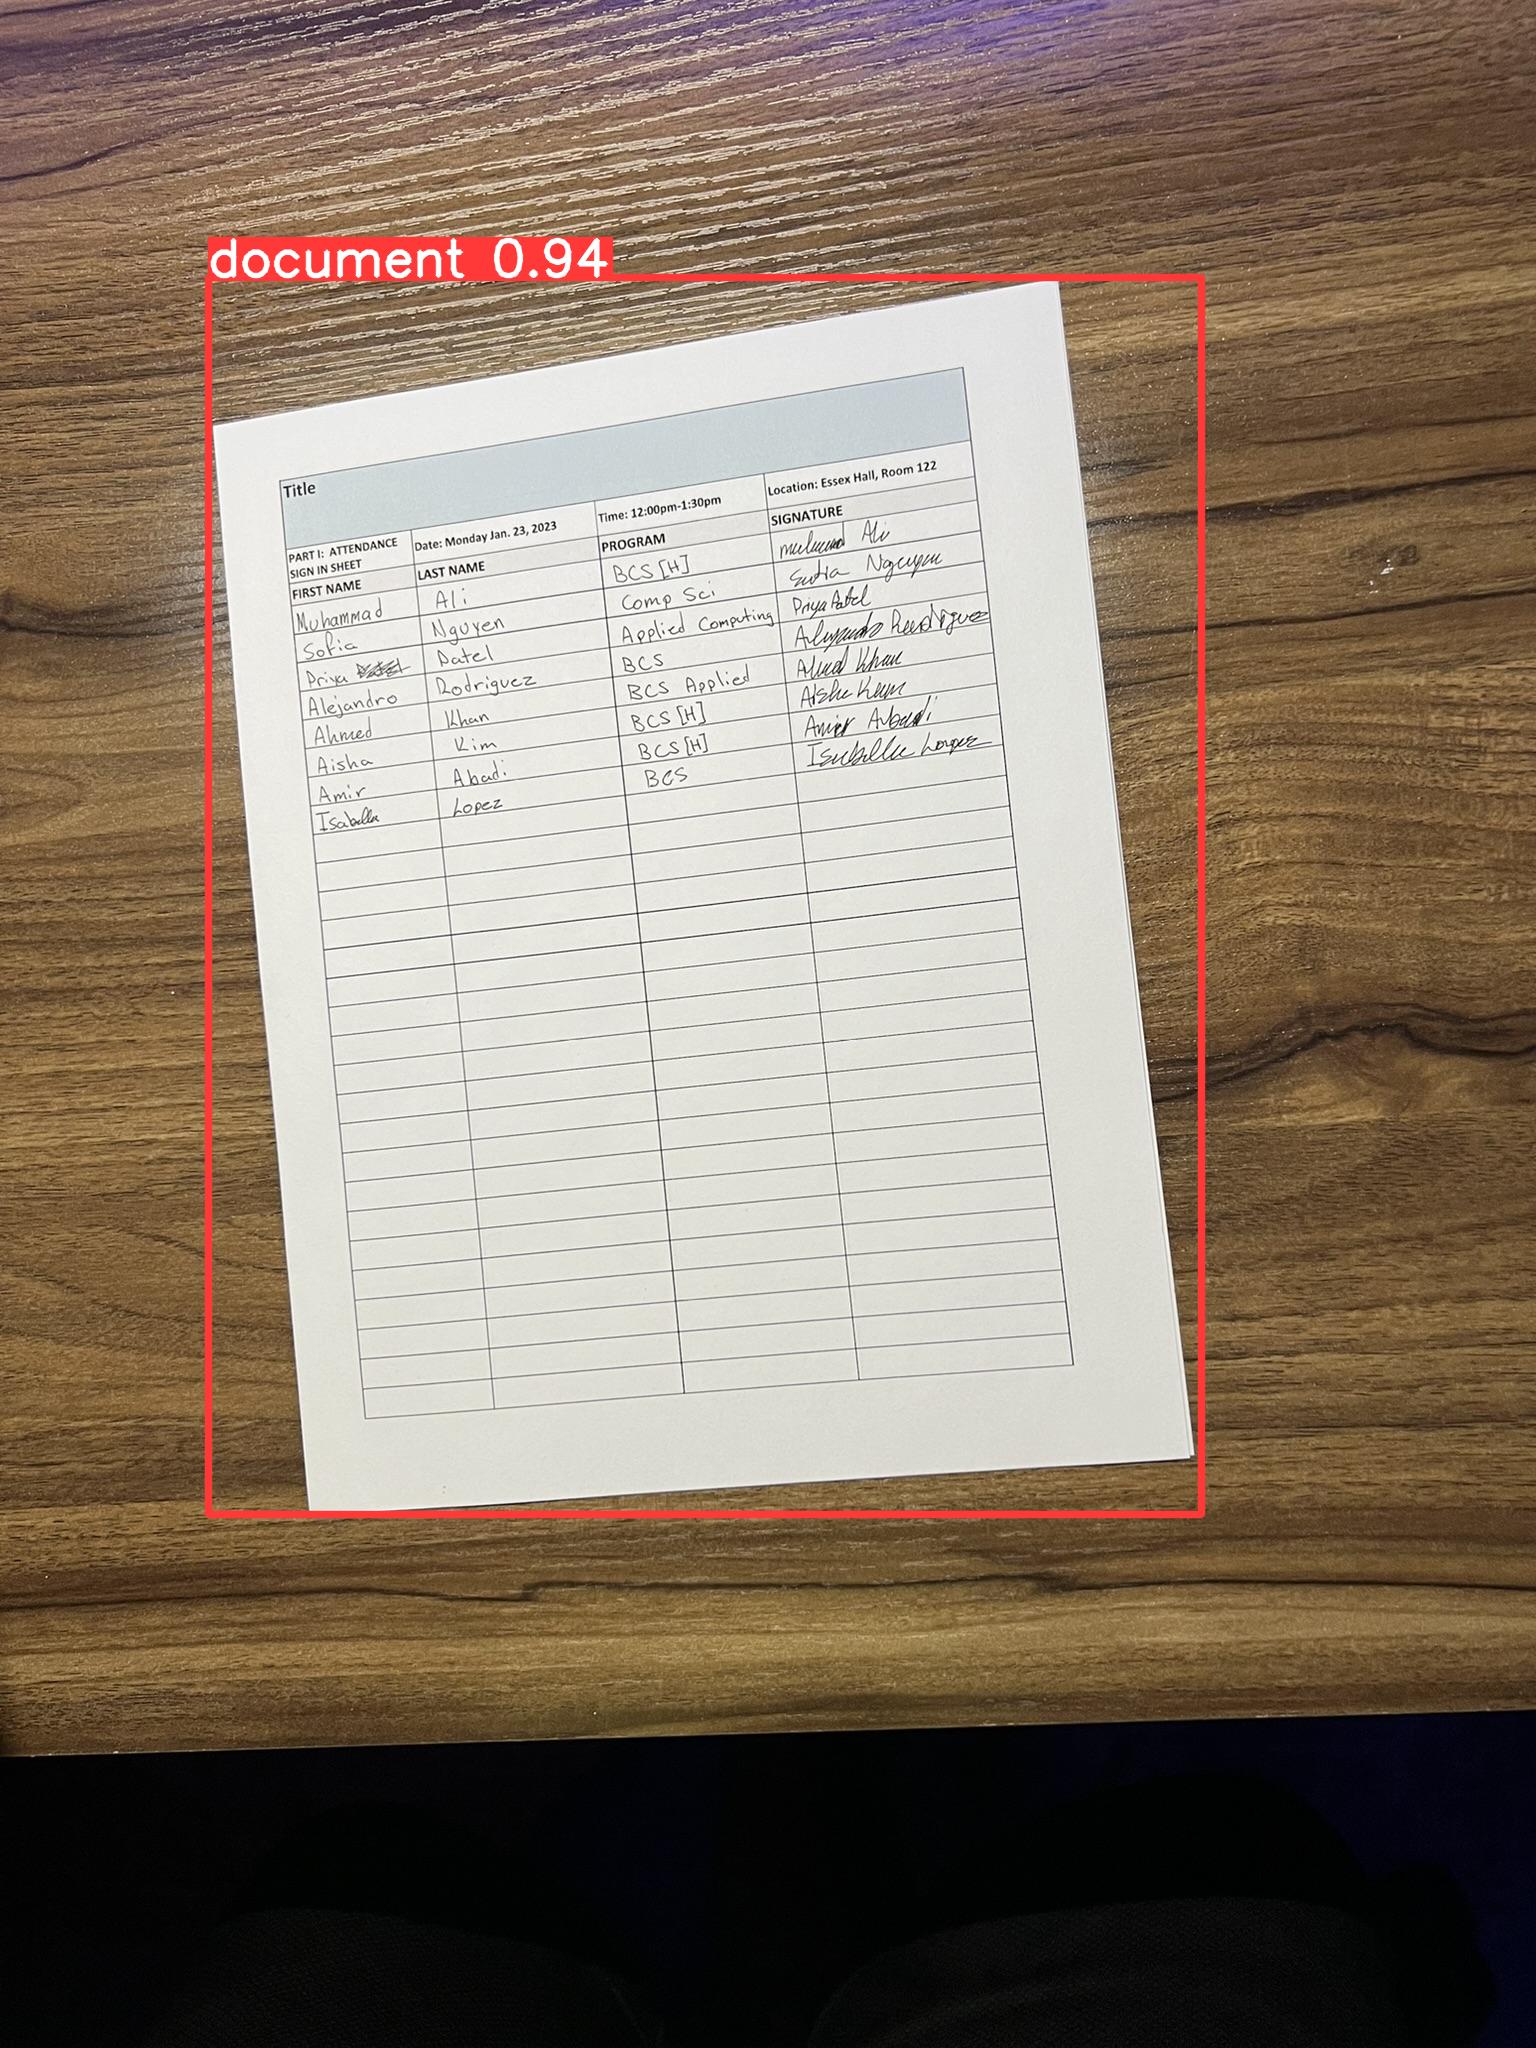 document 0.94
Title
PART I: ATTENDANCE SIGN IN SHEET Date: Monday Jan. 23, 2023 Time: 12:00pm-1:30pm Location: Essex Hall, Room 122
FIRST NAME LAST NAME PROGRAM SIGNATURE
Muhammad Ali BCS [H] Ali
Sofia Nguyen Comp Sci Sofia Nguyen
Priya Patel Applied Computing Priya Patel
Alejandro Rodriguez BCS Alejandro Rodriguez
Ahmed Khan BCS Applied Ahmed Khan
Aisha Kim BCS [H] Aisha Kim
Amir Abadi BCS [H] Amir Abadi
Isabella Lopez BCS Isabella Lopez